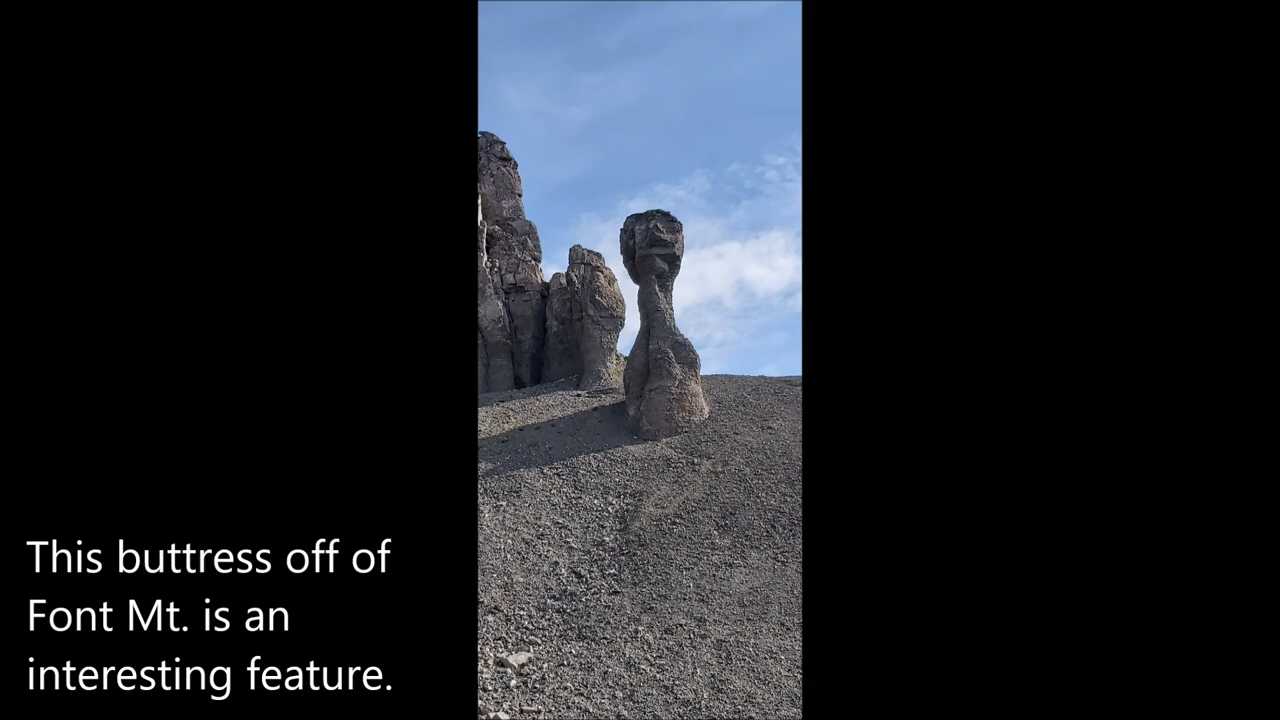 This buttress off of
Font Mt. is an
interesting feature.